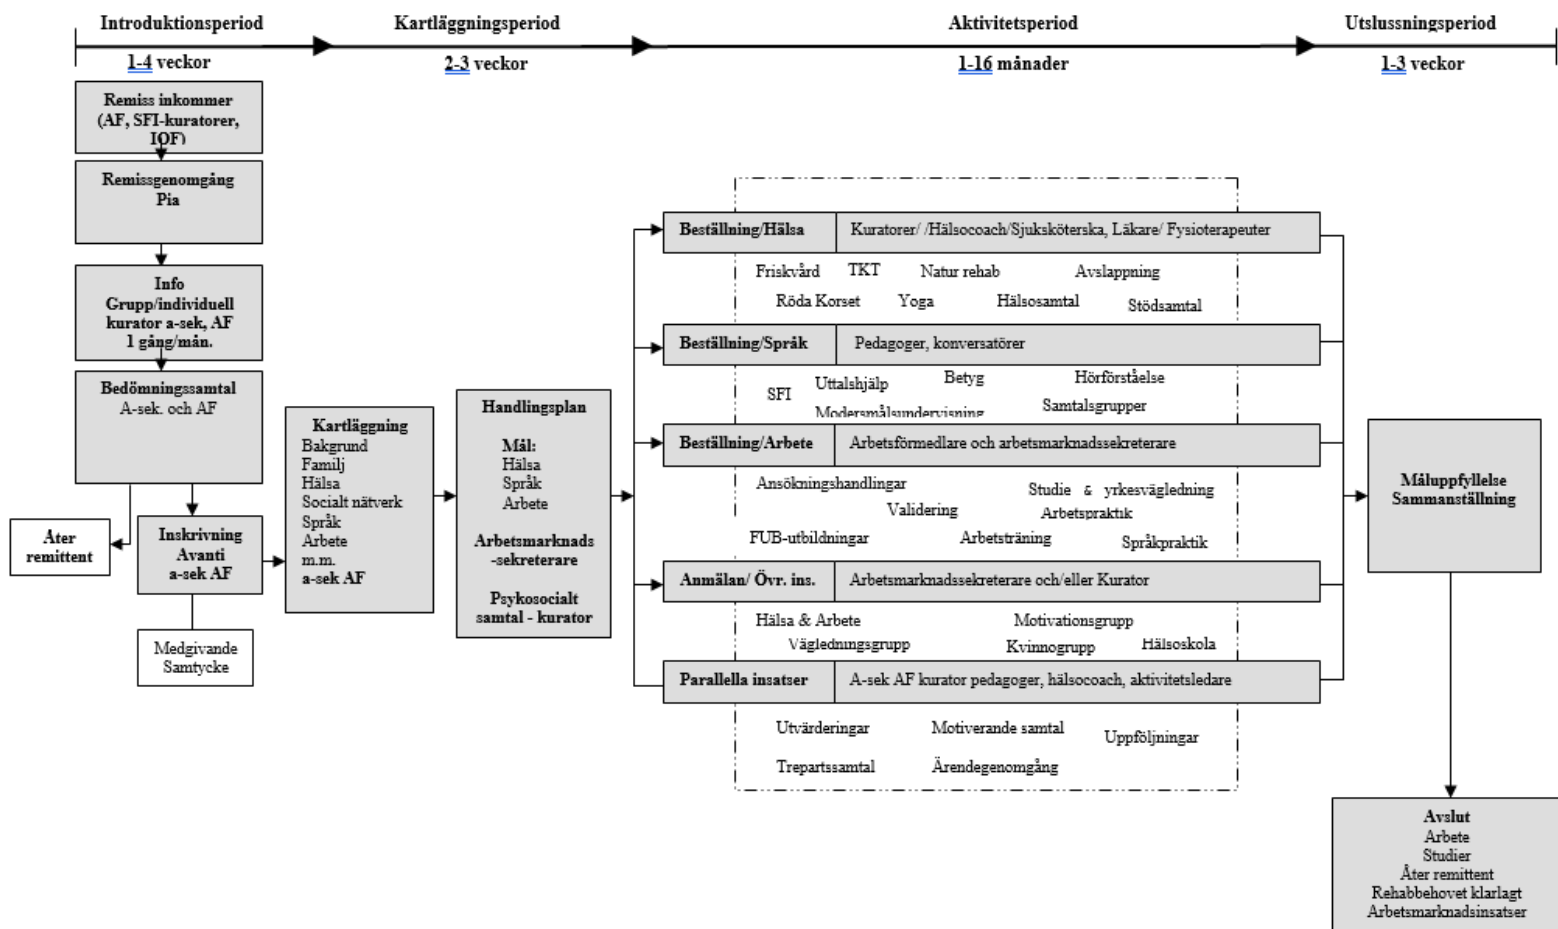 Introduktionsperiod
Kartläggningsperiod
Aktivitetsperiod
Utslussningsperiod
1-4 veckor
2-3 veckor
1-16 månader
1-3 veckor
Remiss inkommer
(AF, SFI-kuratorer,
IOF)
Remissgenomgång
Pia
Info
Grupp/individuell
kurator a-sek, AF
1 gång/mån.
Bedömningssamtal
A-sek. och AF
Åter
remittent
Inskrivning
Avanti
a-sek AF
Medgivande
Samtycke
Kartläggning
Bakgrund
Familj
Hälsa
Socialt nätverk
Språk
Arbete
m.m.
a-sek AF
Handlingsplan
Mål:
Hälsa
Språk
Arbete
Arbetsmarknads
-sekreterare
Psykosocialt
samtal - kurator
Beställning/Hälsa
Kuratorer/ /Hälsocoach/Sjuksköterska, Läkare/ Fysioterapeuter
Friskvård TKT Natur rehab Avslappning
Röda Korset Yoga Hälsosamtal Stödsamtal
Beställning/Språk
Pedagoger, konversatörer
SFI Uttalshjälp Betyg Hörförståelse
Modersmålsundervisning Samtalsgrupper
Beställning/Arbete
Arbetsförmedlare och arbetsmarknadssekreterare
Ansökningshandlingar Studie & yrkesvägledning
Validering Arbetspraktik
FUB-utbildningar Arbetsträning Språkpraktik
Anmälan/ Övr. ins.
Arbetsmarknadssekreterare och/eller Kurator
Hälsa & Arbete Motivationsgrupp
Vägledningsgrupp Kvinnogrupp Hälsoskola
Parallella insatser
A-sek AF kurator pedagoger, hälsocoach, aktivitetsledare
Utvärderingar Motiverande samtal Uppföljningar
Trepartssamtal Ärendegenomgång
Måluppfyllelse
Sammanställning
Avslut
Arbete
Studier
Åter remittent
Rehabbehovet klarlagt
Arbetsmarknadsinsatser